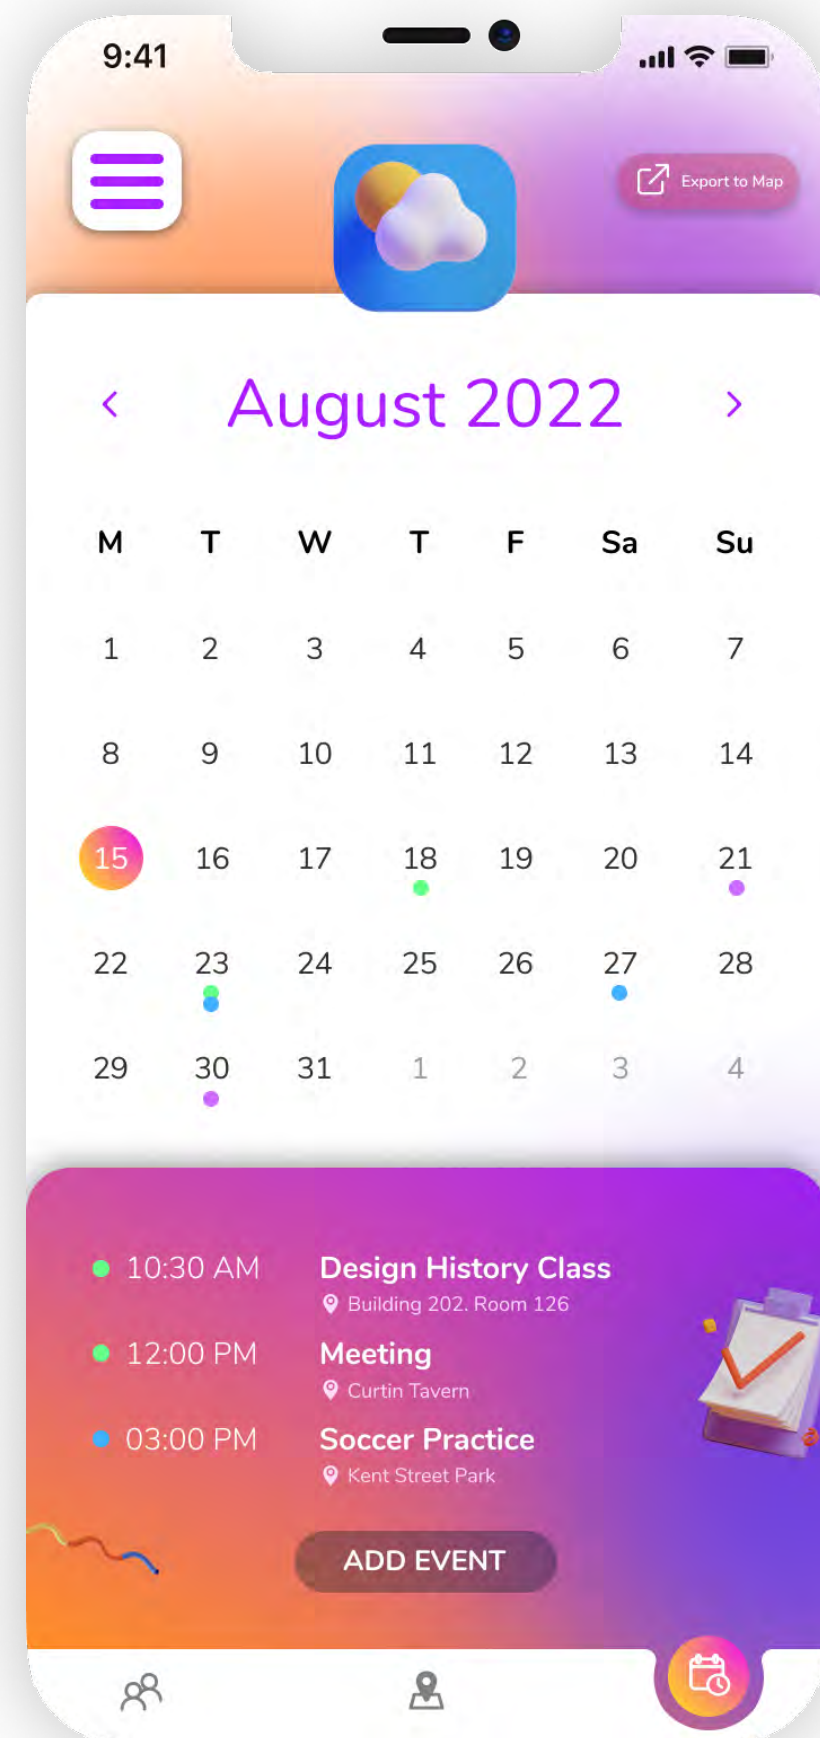 9:41
Export to Map
August 2022
M T W T F Sa Su
1 2 3 4 5 6 7
8 9 10 11 12 13 14
15 16 17 18 19 20 21
22 23 24 25 26 27 28
29 30 31 1 2 3 4
10:30 AM Design History Class
Building 202. Room 126
12:00 PM Meeting
Curtin Tavern
03:00 PM Soccer Practice
Kent Street Park
ADD EVENT